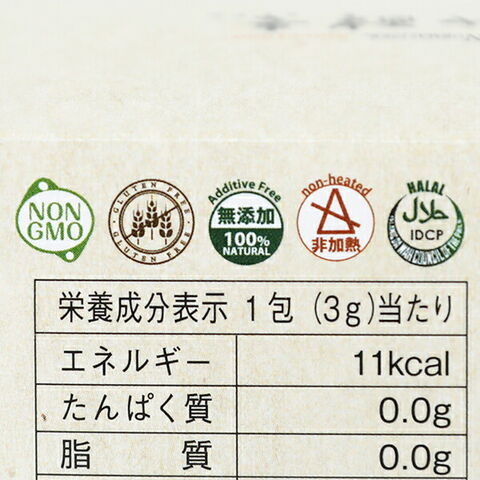 NON GMO
GLUTEN FREE
GLUTEN FREE
Additive Free
無添加
100%
NATURAL
non-heated
非加熱
HALAL
حلال
IDCP
栄養成分表示 1包 (3g)当たり
エネルギー 11kcal
たんぱく質 0.0g
脂質 0.0g